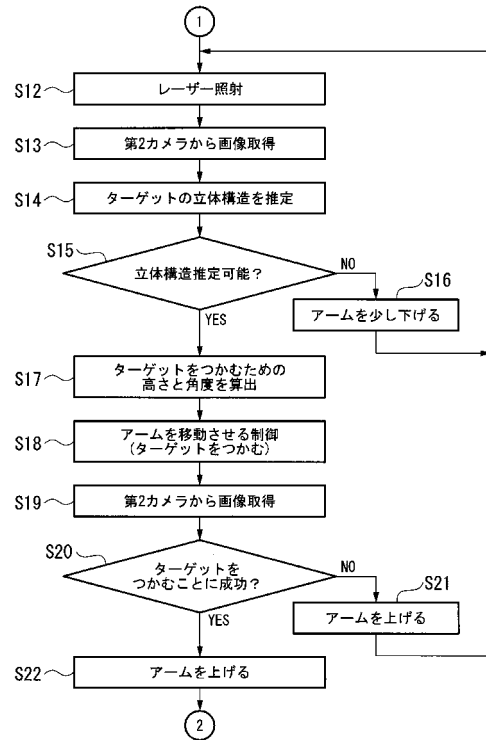 1
S12
レーザー照射
S13
第2カメラから画像取得
S14
ターゲットの立体構造を推定
S15
立体構造推定可能？
NO
S16
アームを少し下げる
YES
S17
ターゲットをつかむための
高さと角度を算出
S18
アームを移動させる制御
(ターゲットをつかむ)
S19
第2カメラから画像取得
S20
ターゲットを
つかむことに成功？
NO
S21
アームを上げる
YES
S22
アームを上げる
2